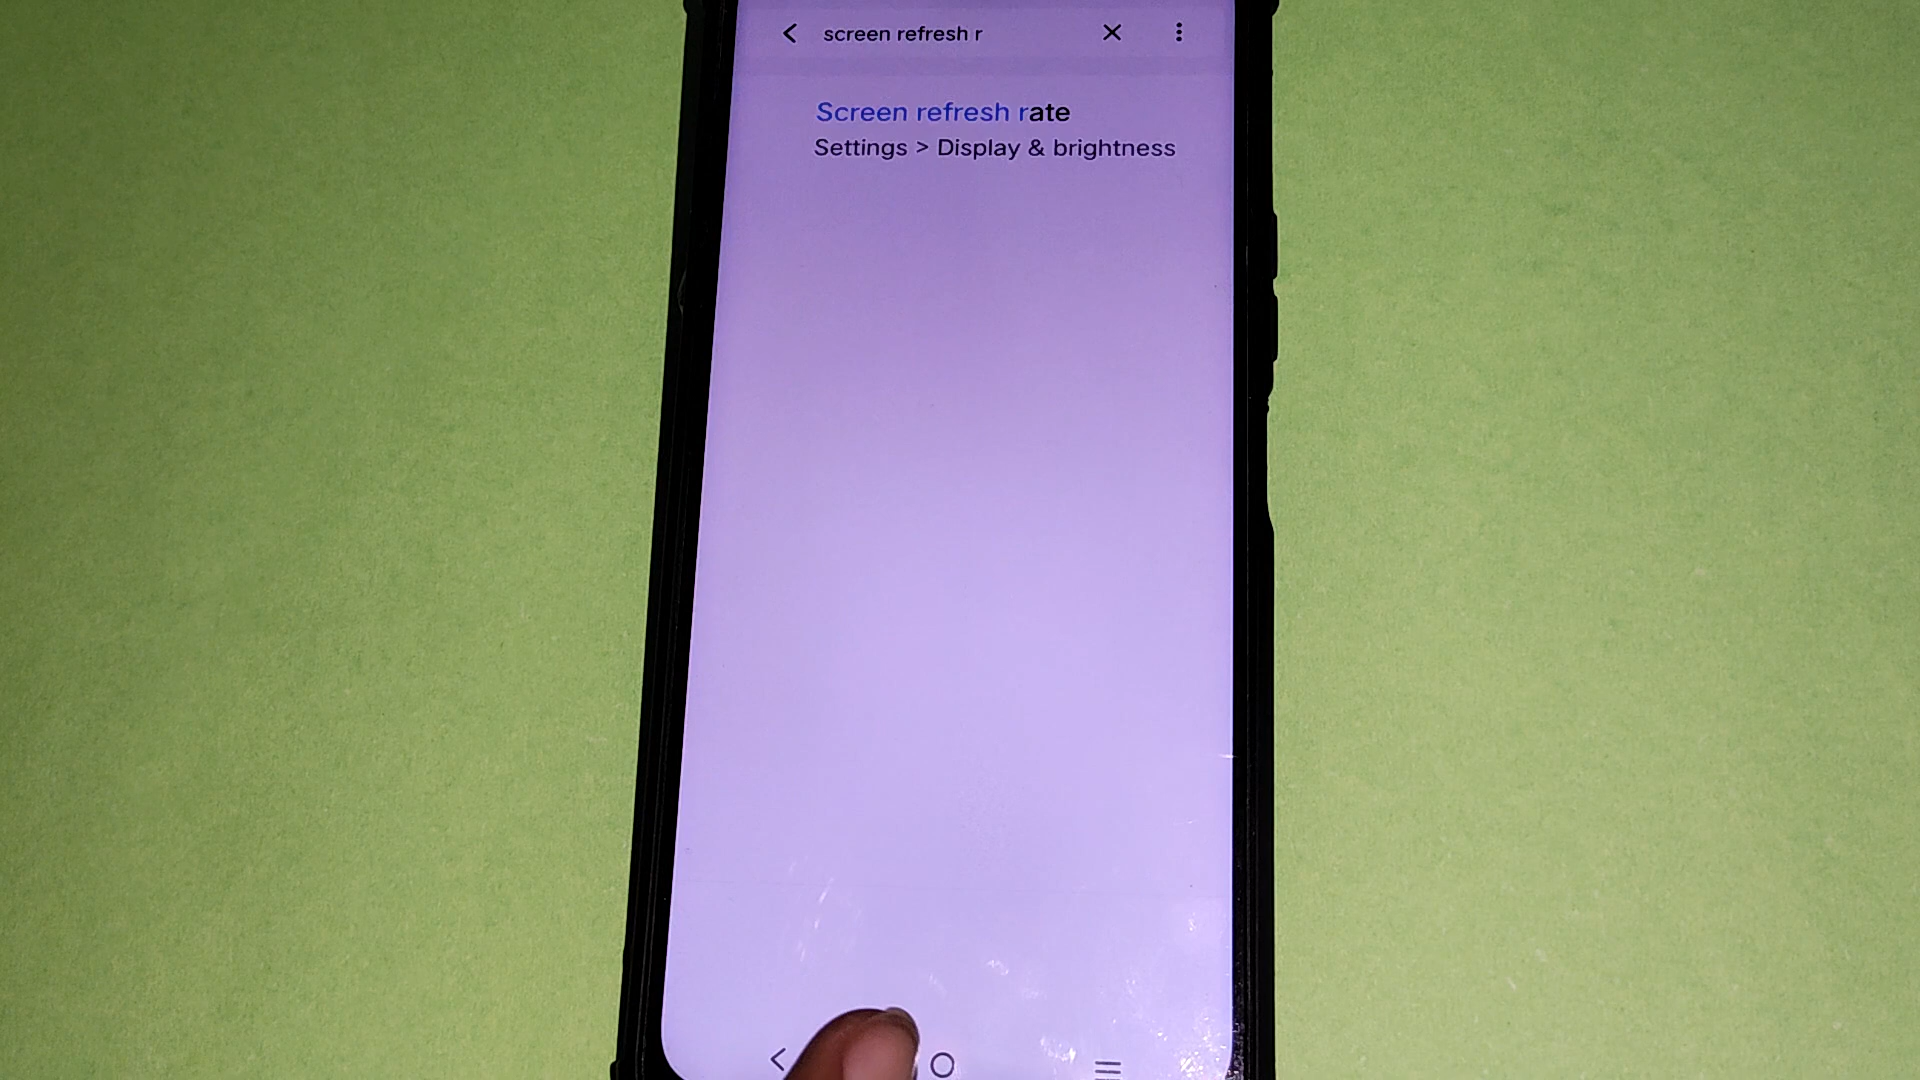 screen refresh r
Screen refresh rate
Settings > Display & brightness